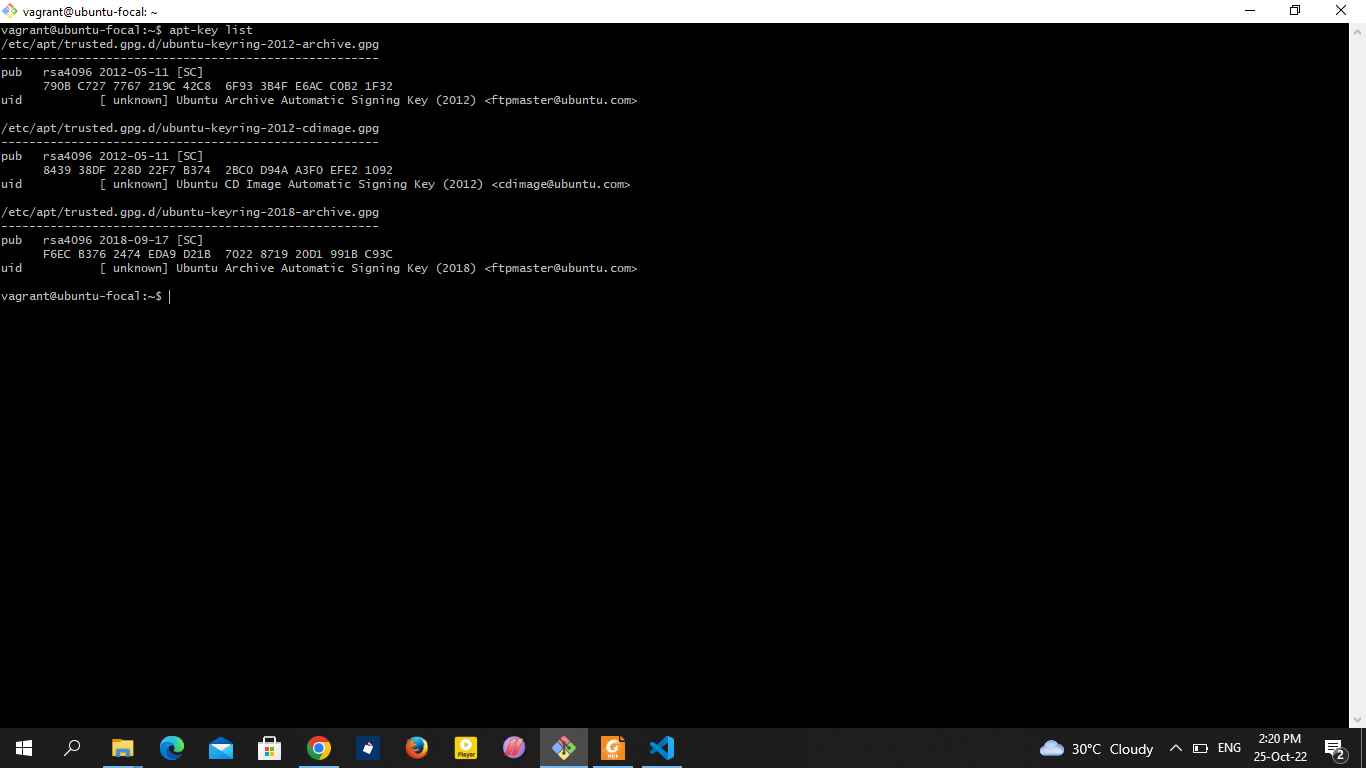 vagrant@ubuntu-focal: ~
vagrant@ubuntu-focal:~$ apt-key list
/etc/apt/trusted.gpg.d/ubuntu-keyring-2012-archive.gpg
------------------------------------------------------
pub   rsa4096 2012-05-11 [SC]
      790B C727 7767 219C 42C8  6F93 3B4F E6AC C0B2 1F32
uid           [ unknown] Ubuntu Archive Automatic Signing Key (2012) <ftpmaster@ubuntu.com>
/etc/apt/trusted.gpg.d/ubuntu-keyring-2012-cdimage.gpg
------------------------------------------------------
pub   rsa4096 2012-05-11 [SC]
      8439 38DF 228D 22F7 B374  2BC0 D94A A3F0 EFE2 1092
uid           [ unknown] Ubuntu CD Image Automatic Signing Key (2012) <cdimage@ubuntu.com>
/etc/apt/trusted.gpg.d/ubuntu-keyring-2018-archive.gpg
------------------------------------------------------
pub   rsa4096 2018-09-17 [SC]
      F6EC B376 2474 EDA9 D21B  7022 8719 20D1 991B C93C
uid           [ unknown] Ubuntu Archive Automatic Signing Key (2018) <ftpmaster@ubuntu.com>
vagrant@ubuntu-focal:~$
Player
PDF
30°C Cloudy
ENG
2:20 PM
25-Oct-22
2